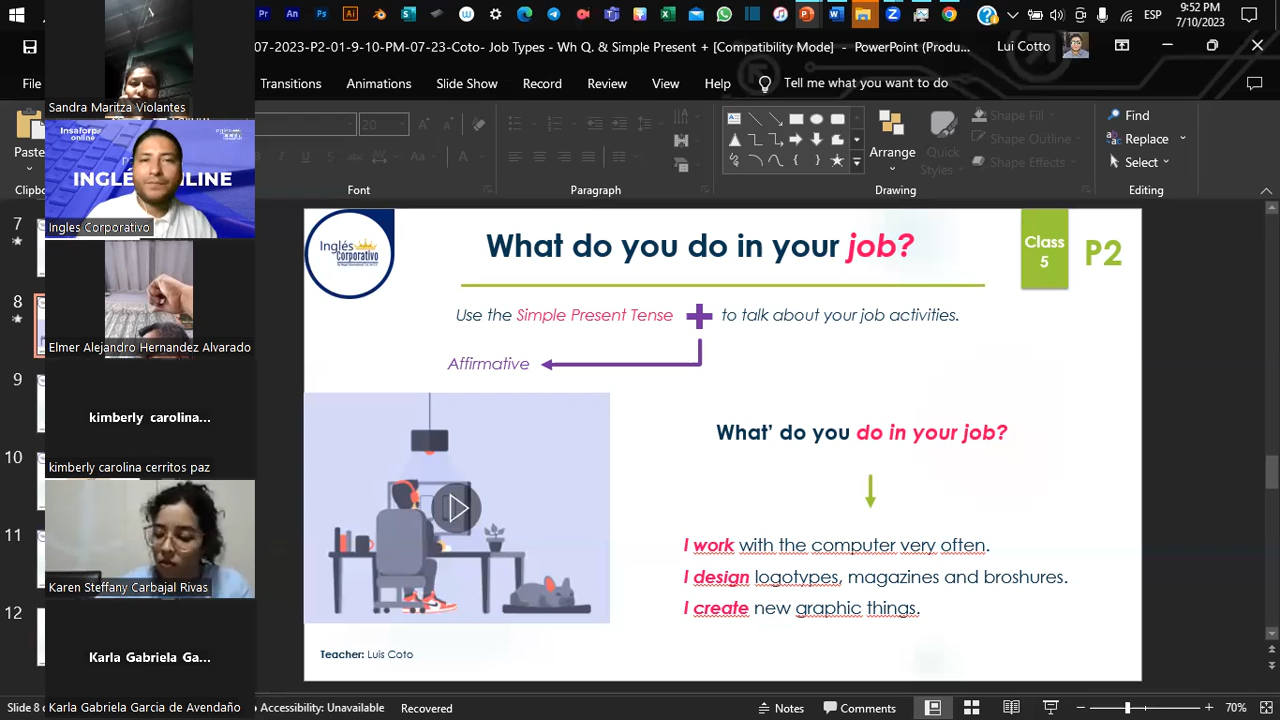 9:52 PM
ESP
7/10/2023
07-2023-P2-01-9-10-PM-07-23-Coto- Job Types - Wh Q. & Simple Present + [Compatibility Mode] - PowerPoint (Produ...
Lui Cotto
File
Transitions
Animations
Slide Show
Record
Review
View
Help
Tell me what you want to do
20
Aa
Arrange
Quick
Styles
Shape Fill
Shape Outline
Shape Effects
Find
Replace
Select
Clipb
Font
Paragraph
Drawing
Editing
Sandra Maritza Violantes
Insaforp
online
INGLÉ
NLINE
Ingles Corporativo
Elmer Alejandro Hernandez Alvarado
kimberly carolina...
kimberly carolina cerritos paz
Karen Steffany Carbajal Rivas
Karla Gabriela Ga...
Karla Gabriela Garcia de Avendaño
7
8
9
10
11
12
Inglés
Corporativo
What do you do in your job?
Class
5
P2
Use the Simple Present Tense + to talk about your job activities.
Affirmative
What' do you do in your job?
I work with the computer very often.
I design logotypes, magazines and broshures.
I create new graphic things.
Teacher: Luis Coto
Slide 8 o
Accessibility: Unavailable
Recovered
Notes
Comments
70%